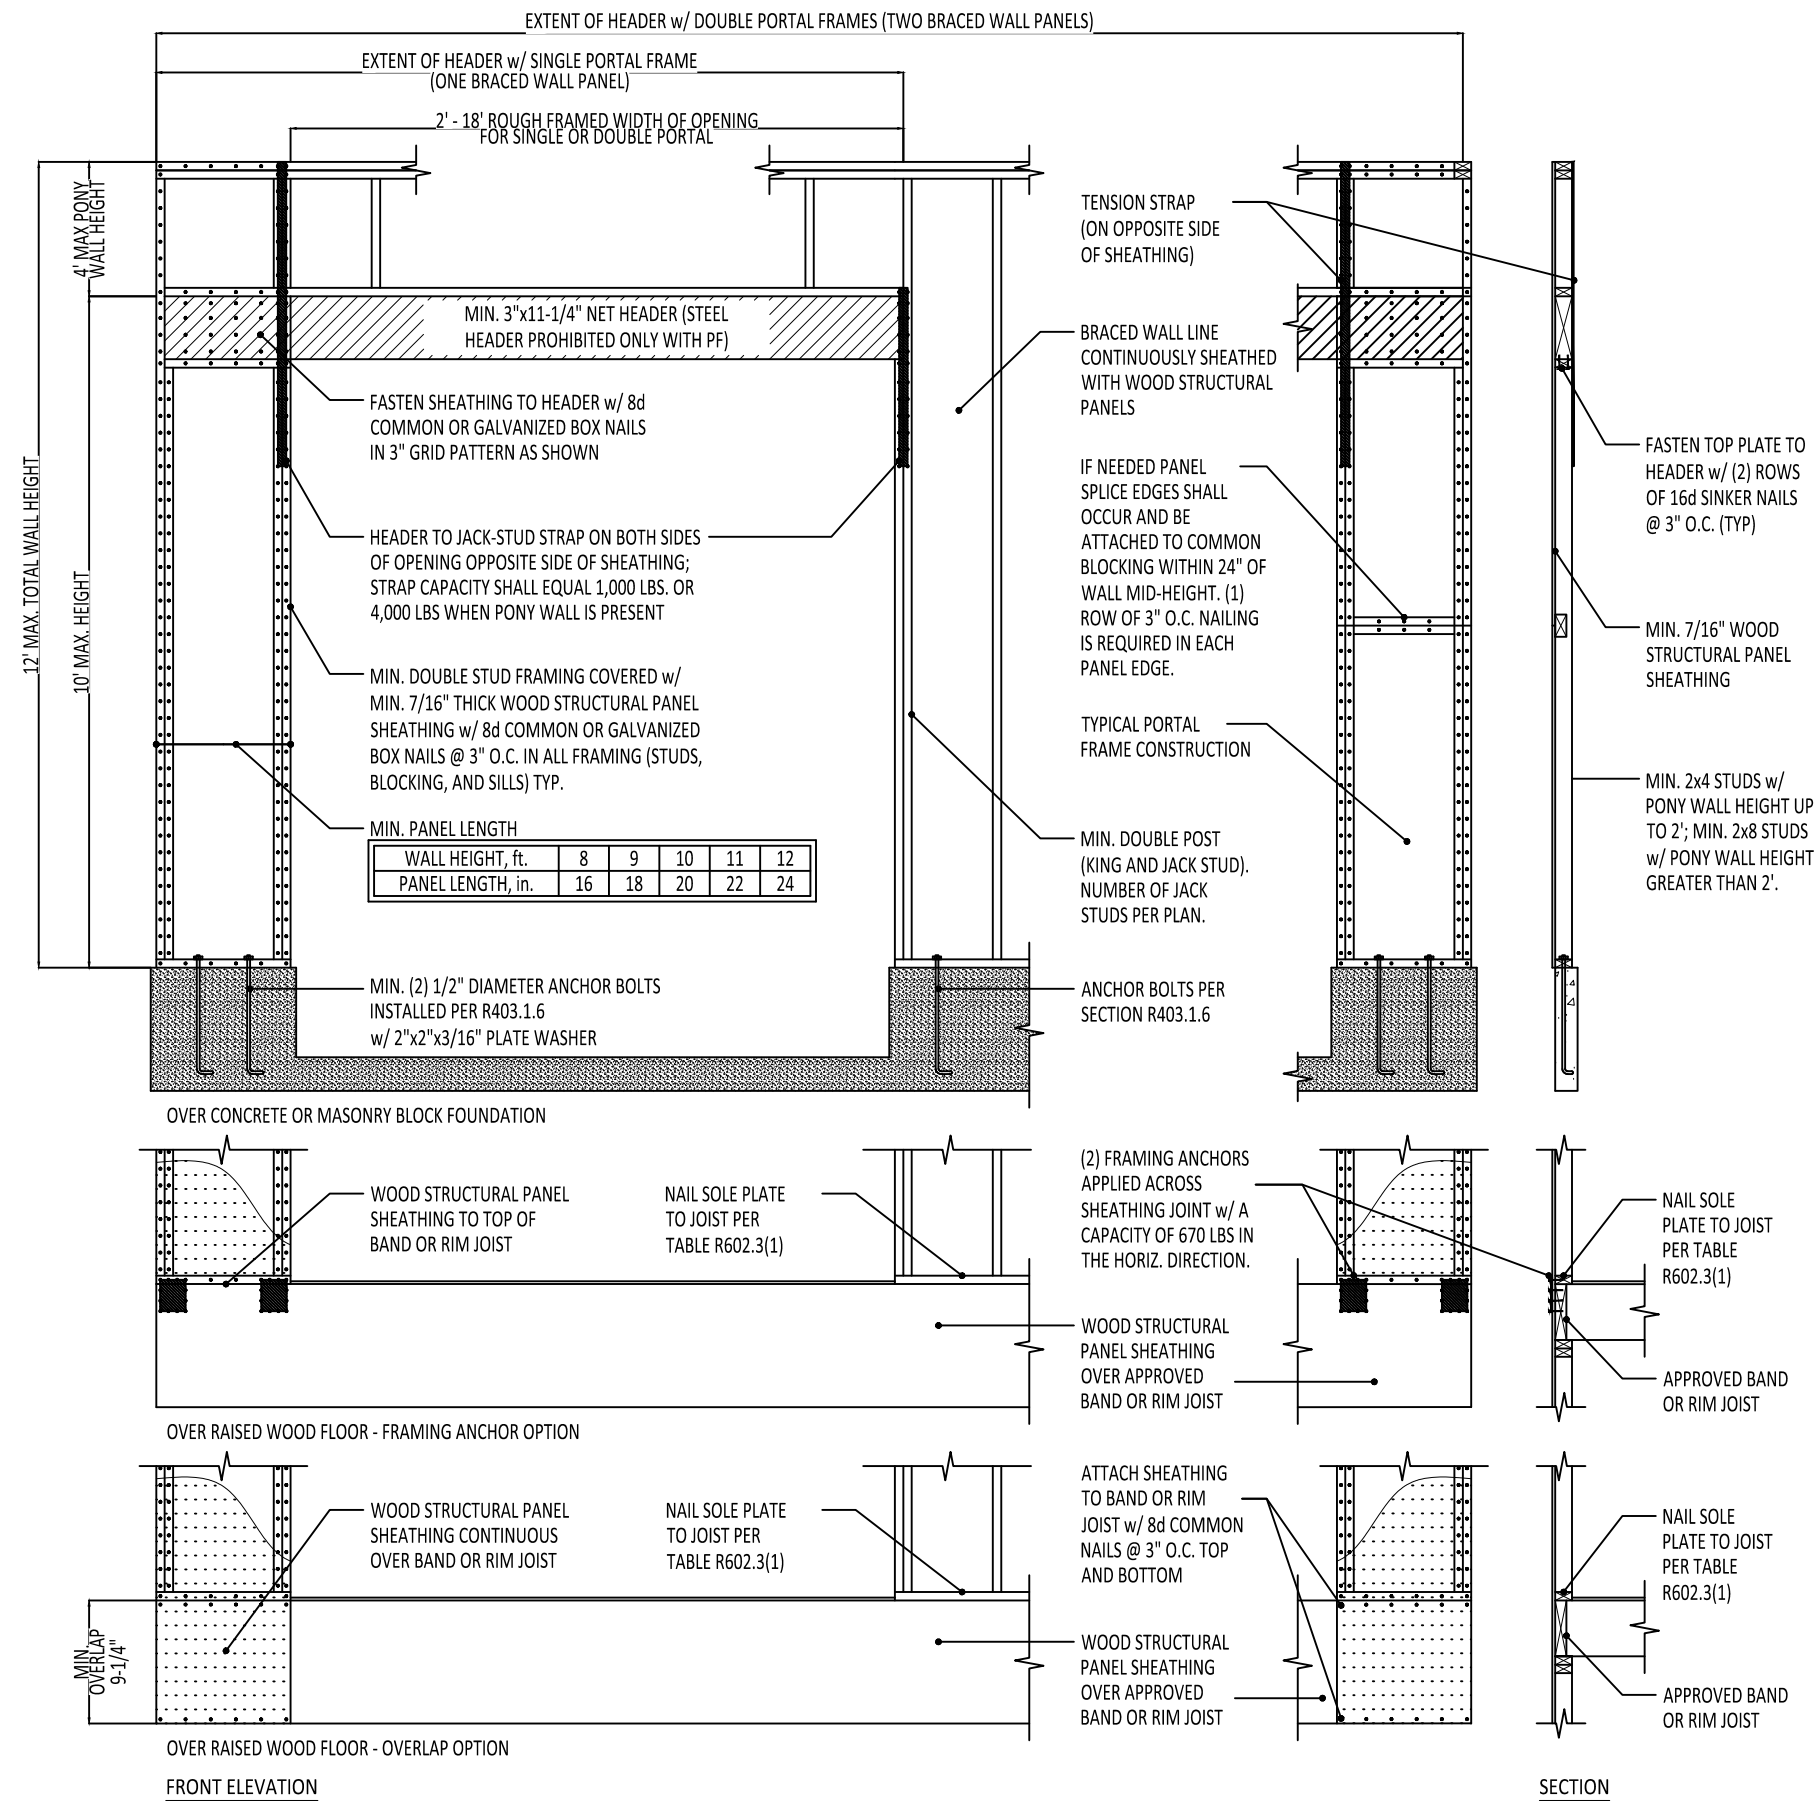 EXTENT OF HEADER w/ DOUBLE PORTAL FRAMES (TWO BRACED WALL PANELS)
EXTENT OF HEADER w/ SINGLE PORTAL FRAME
(ONE BRACED WALL PANEL)
2' - 18' ROUGH FRAMED WIDTH OF OPENING
FOR SINGLE OR DOUBLE PORTAL
12' MAX. TOTAL WALL HEIGHT
4' MAX PONY
WALL HEIGHT
10' MAX. HEIGHT
MIN. 3"x11-1/4" NET HEADER (STEEL
HEADER PROHIBITED ONLY WITH PF)
FASTEN SHEATHING TO HEADER w/ 8d
COMMON OR GALVANIZED BOX NAILS
IN 3" GRID PATTERN AS SHOWN
HEADER TO JACK-STUD STRAP ON BOTH SIDES
OF OPENING OPPOSITE SIDE OF SHEATHING;
STRAP CAPACITY SHALL EQUAL 1,000 LBS. OR
4,000 LBS WHEN PONY WALL IS PRESENT
MIN. DOUBLE STUD FRAMING COVERED w/
MIN. 7/16" THICK WOOD STRUCTURAL PANEL
SHEATHING w/ 8d COMMON OR GALVANIZED
BOX NAILS @ 3" O.C. IN ALL FRAMING (STUDS,
BLOCKING, AND SILLS) TYP.
MIN. PANEL LENGTH
WALL HEIGHT, ft. 8 9 10 11 12
PANEL LENGTH, in. 16 18 20 22 24
MIN. (2) 1/2" DIAMETER ANCHOR BOLTS
INSTALLED PER R403.1.6
w/ 2"x2"x3/16" PLATE WASHER
TENSION STRAP
(ON OPPOSITE SIDE
OF SHEATHING)
BRACED WALL LINE
CONTINUOUSLY SHEATHED
WITH WOOD STRUCTURAL
PANELS
IF NEEDED PANEL
SPLICE EDGES SHALL
OCCUR AND BE
ATTACHED TO COMMON
BLOCKING WITHIN 24" OF
WALL MID-HEIGHT. (1)
ROW OF 3" O.C. NAILING
IS REQUIRED IN EACH
PANEL EDGE.
TYPICAL PORTAL
FRAME CONSTRUCTION
MIN. DOUBLE POST
(KING AND JACK STUD).
NUMBER OF JACK
STUDS PER PLAN.
ANCHOR BOLTS PER
SECTION R403.1.6
FASTEN TOP PLATE TO
HEADER w/ (2) ROWS
OF 16d SINKER NAILS
@ 3" O.C. (TYP)
MIN. 7/16" WOOD
STRUCTURAL PANEL
SHEATHING
MIN. 2x4 STUDS w/
PONY WALL HEIGHT UP
TO 2'; MIN. 2x8 STUDS
w/ PONY WALL HEIGHT
GREATER THAN 2'.
OVER CONCRETE OR MASONRY BLOCK FOUNDATION
WOOD STRUCTURAL PANEL
SHEATHING TO TOP OF
BAND OR RIM JOIST
NAIL SOLE PLATE
TO JOIST PER
TABLE R602.3(1)
(2) FRAMING ANCHORS
APPLIED ACROSS
SHEATHING JOINT w/ A
CAPACITY OF 670 LBS IN
THE HORIZ. DIRECTION.
WOOD STRUCTURAL
PANEL SHEATHING
OVER APPROVED
BAND OR RIM JOIST
NAIL SOLE
PLATE TO JOIST
PER TABLE
R602.3(1)
APPROVED BAND
OR RIM JOIST
OVER RAISED WOOD FLOOR - FRAMING ANCHOR OPTION
MIN.
OVERLAP
9-1/4"
WOOD STRUCTURAL PANEL
SHEATHING CONTINUOUS
OVER BAND OR RIM JOIST
NAIL SOLE PLATE
TO JOIST PER
TABLE R602.3(1)
ATTACH SHEATHING
TO BAND OR RIM
JOIST w/ 8d COMMON
NAILS @ 3" O.C. TOP
AND BOTTOM
WOOD STRUCTURAL
PANEL SHEATHING
OVER APPROVED
BAND OR RIM JOIST
NAIL SOLE
PLATE TO JOIST
PER TABLE
R602.3(1)
APPROVED BAND
OR RIM JOIST
OVER RAISED WOOD FLOOR - OVERLAP OPTION
FRONT ELEVATION
SECTION